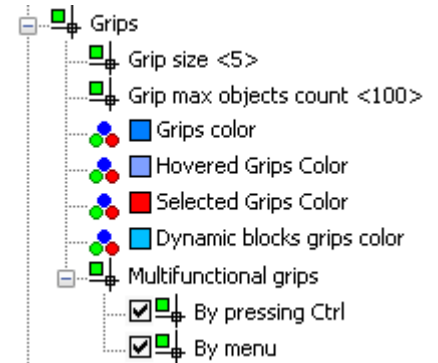 Grips
Grip size <5>
Grip max objects count <100>
Grips color
Hovered Grips Color
Selected Grips Color
Dynamic blocks grips color
Multifunctional grips
By pressing Ctrl
By menu